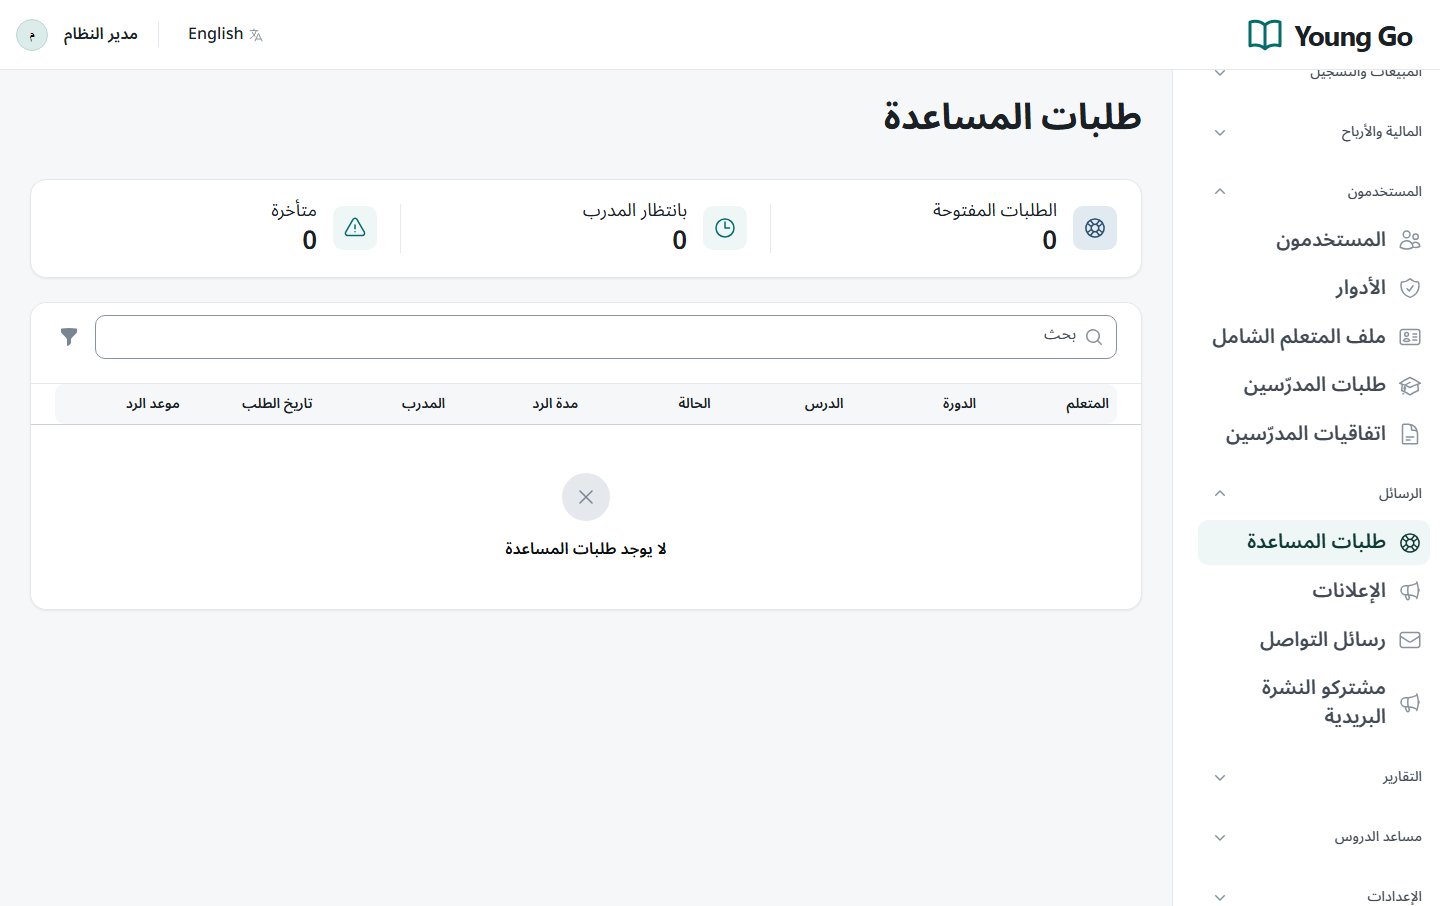 Young Go
English
مدير النظام
م
المبيعات والتسجيل
المالية والأرباح
المستخدمون
المستخدمون
الأدوار
ملف المتعلم الشامل
طلبات المدرّسين
اتفاقيات المدرّسين
الرسائل
طلبات المساعدة
الإعلانات
رسائل التواصل
مشتركو النشرة
البريدية
التقارير
مساعد الدروس
الإعدادات
طلبات المساعدة
الطلبات المفتوحة
0
بانتظار المدرب
0
متأخرة
0
بحث
المتعلم الدورة الدرس الحالة مدة الرد المدرب تاريخ الطلب موعد الرد
لا يوجد طلبات المساعدة